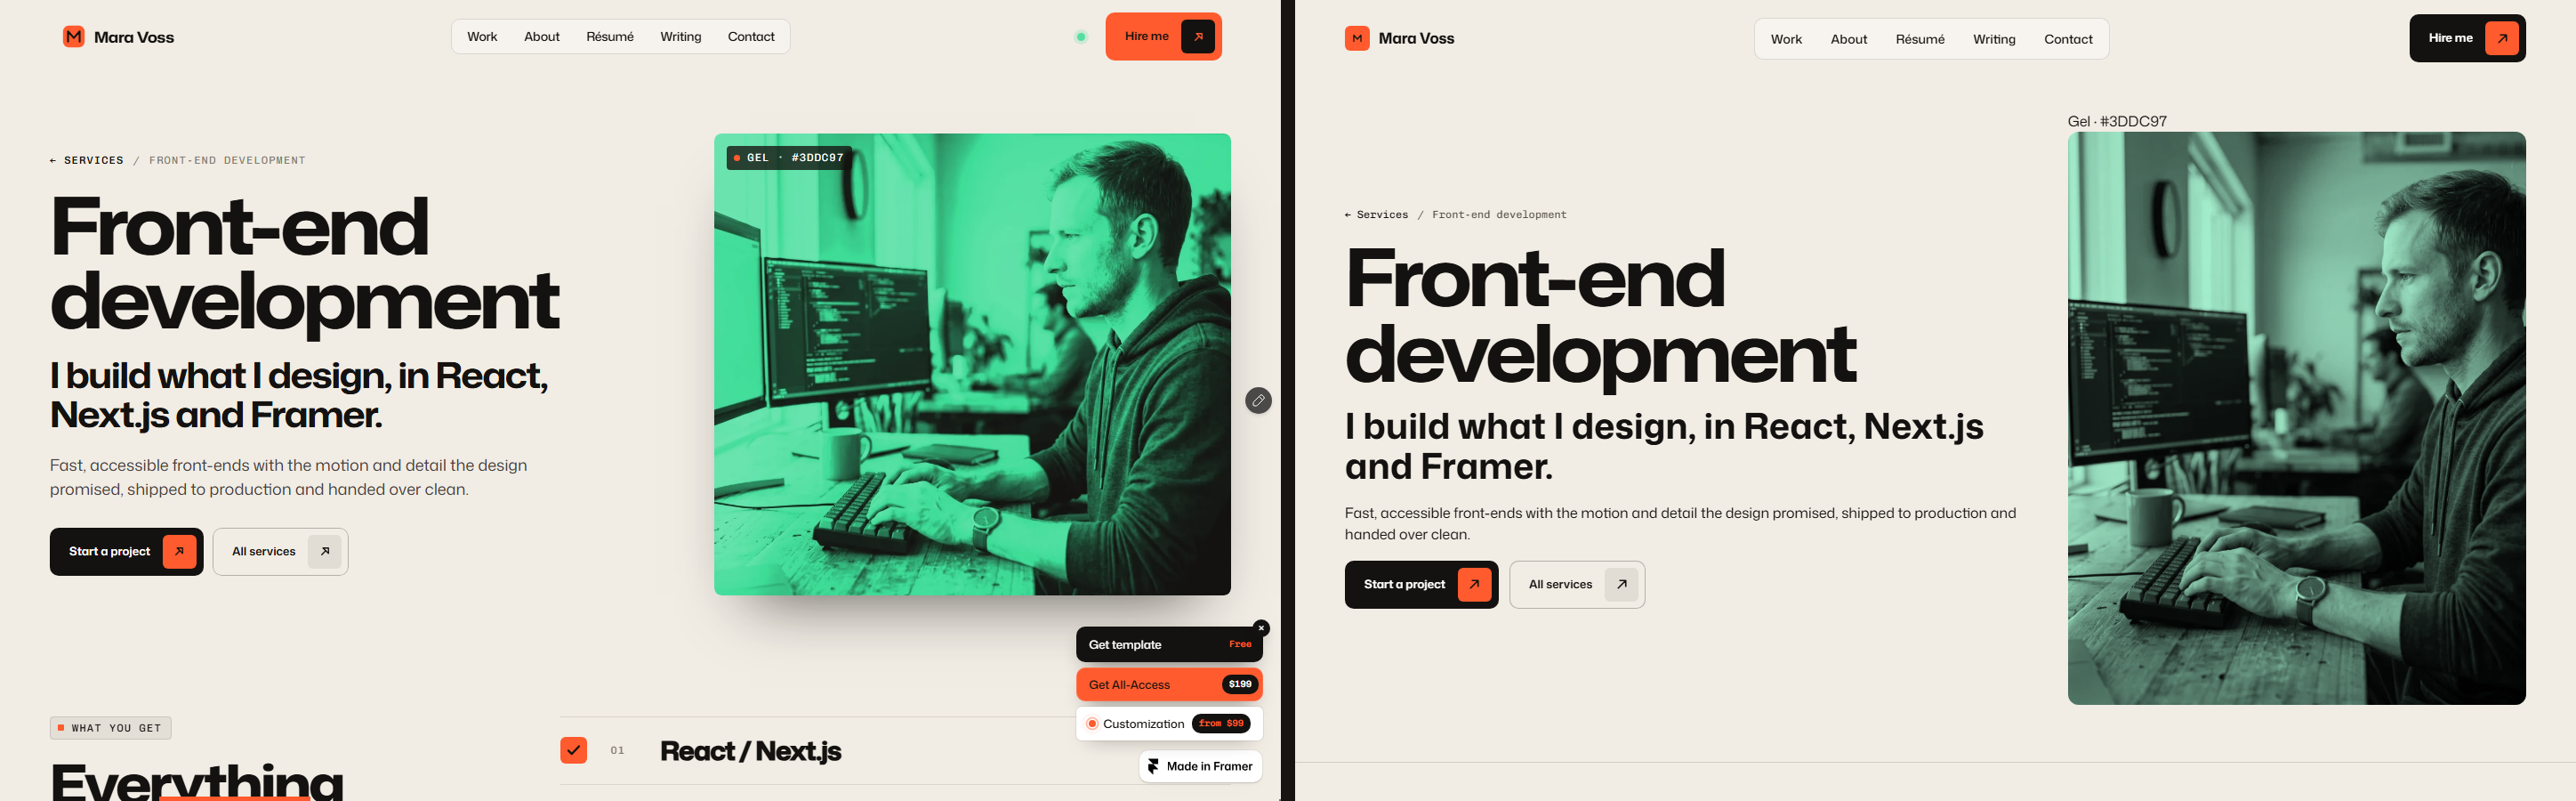 Mara Voss
Work About Résumé Writing Contact
Hire me
← SERVICES / FRONT-END DEVELOPMENT
Front-end
development
I build what I design, in React,
Next.js and Framer.
Fast, accessible front-ends with the motion and detail the design
promised, shipped to production and handed over clean.
Start a project
All services
GEL · #3DDC97
Get template Free
Get All-Access $199
Customization from $99
Made in Framer
WHAT YOU GET
Everything
01 React / Next.js
M Mara Voss
Work About Résumé Writing Contact
Hire me
Gel · #3DDC97
← Services / Front-end development
Front-end
development
I build what I design, in React, Next.js
and Framer.
Fast, accessible front-ends with the motion and detail the design promised, shipped to production and
handed over clean.
Start a project
All services